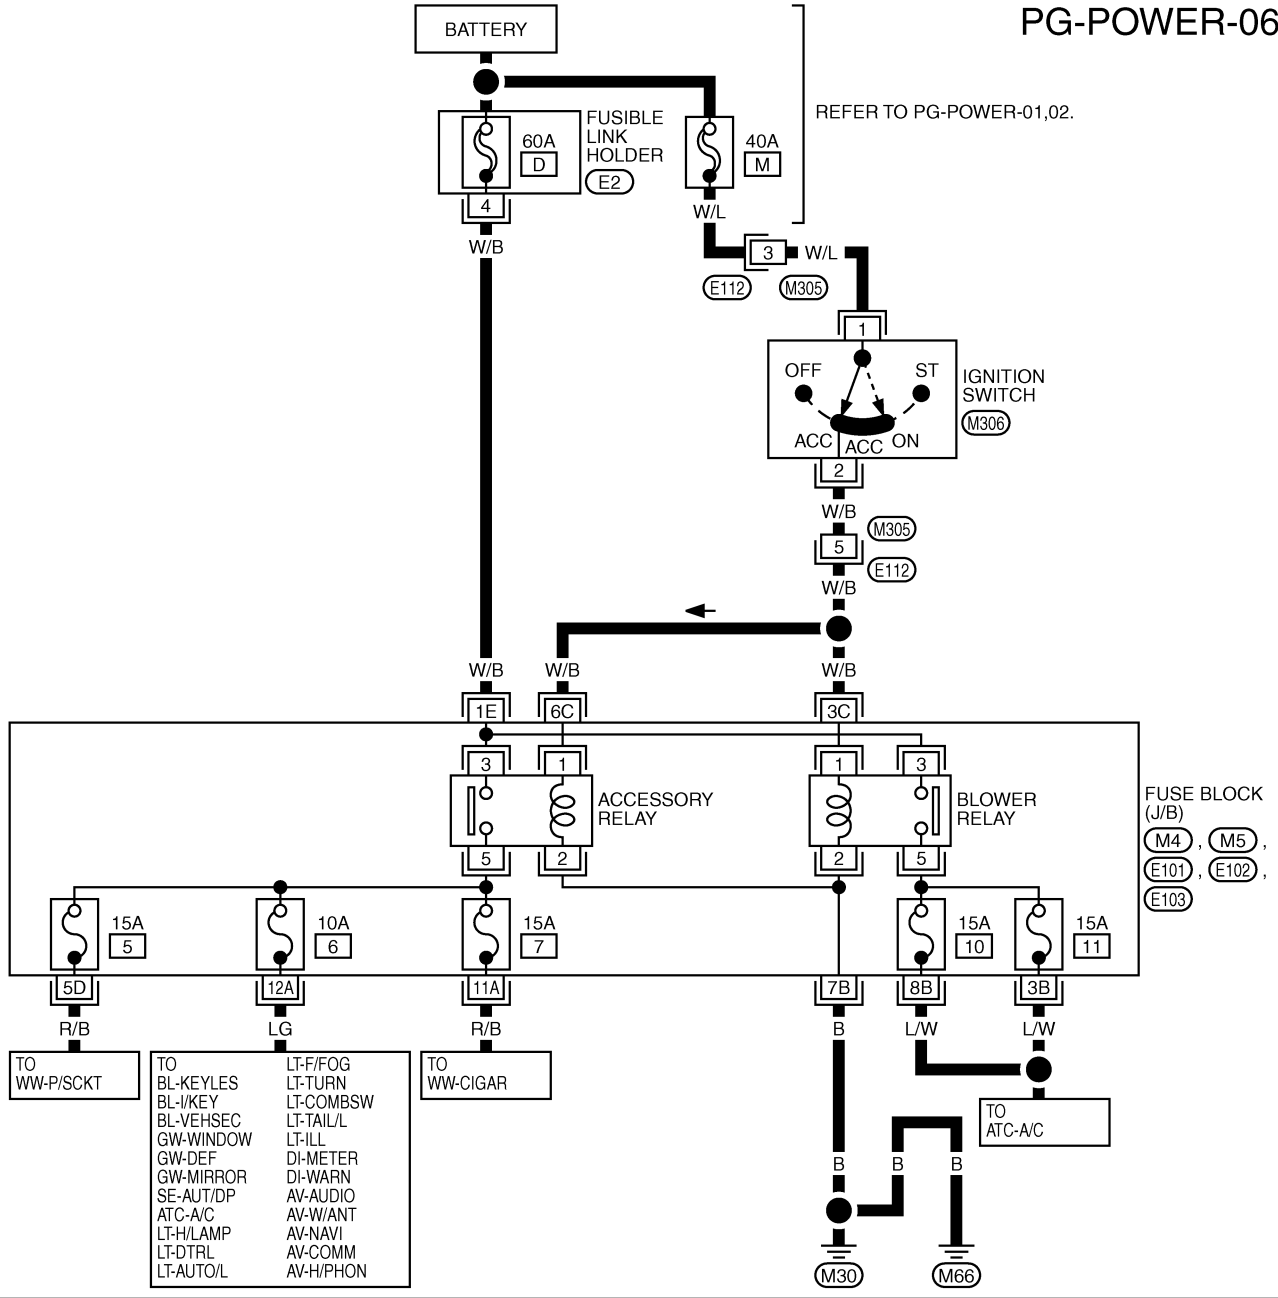 PG-POWER-06
BATTERY
REFER TO PG-POWER-01,02.
FUSIBLE
LINK
HOLDER
E2
60A
D
40A
M
4
W/B
W/L
3
W/L
E112
M305
1
OFF
ST
ACC
ACC
ON
IGNITION
SWITCH
M306
2
W/B
M305
5
E112
W/B
W/B
W/B
W/B
1E
6C
3C
3
1
1
3
ACCESSORY
RELAY
BLOWER
RELAY
5
2
2
5
FUSE BLOCK
(J/B)
M4 , M5 ,
E101 , E102 ,
E103
15A
5
10A
6
15A
7
15A
10
15A
11
5D
12A
11A
7B
8B
3B
R/B
LG
R/B
B
L/W
L/W
TO
WW-P/SCKT
TO
BL-KEYLES
BL-I/KEY
BL-VEHSEC
GW-WINDOW
GW-DEF
GW-MIRROR
SE-AUT/DP
ATC-A/C
LT-H/LAMP
LT-DTRL
LT-AUTO/L
LT-F/FOG
LT-TURN
LT-COMBSW
LT-TAIL/L
LT-ILL
DI-METER
DI-WARN
AV-AUDIO
AV-W/ANT
AV-NAVI
AV-COMM
AV-H/PHON
TO
WW-CIGAR
TO
ATC-A/C
B
B
B
M30
M66